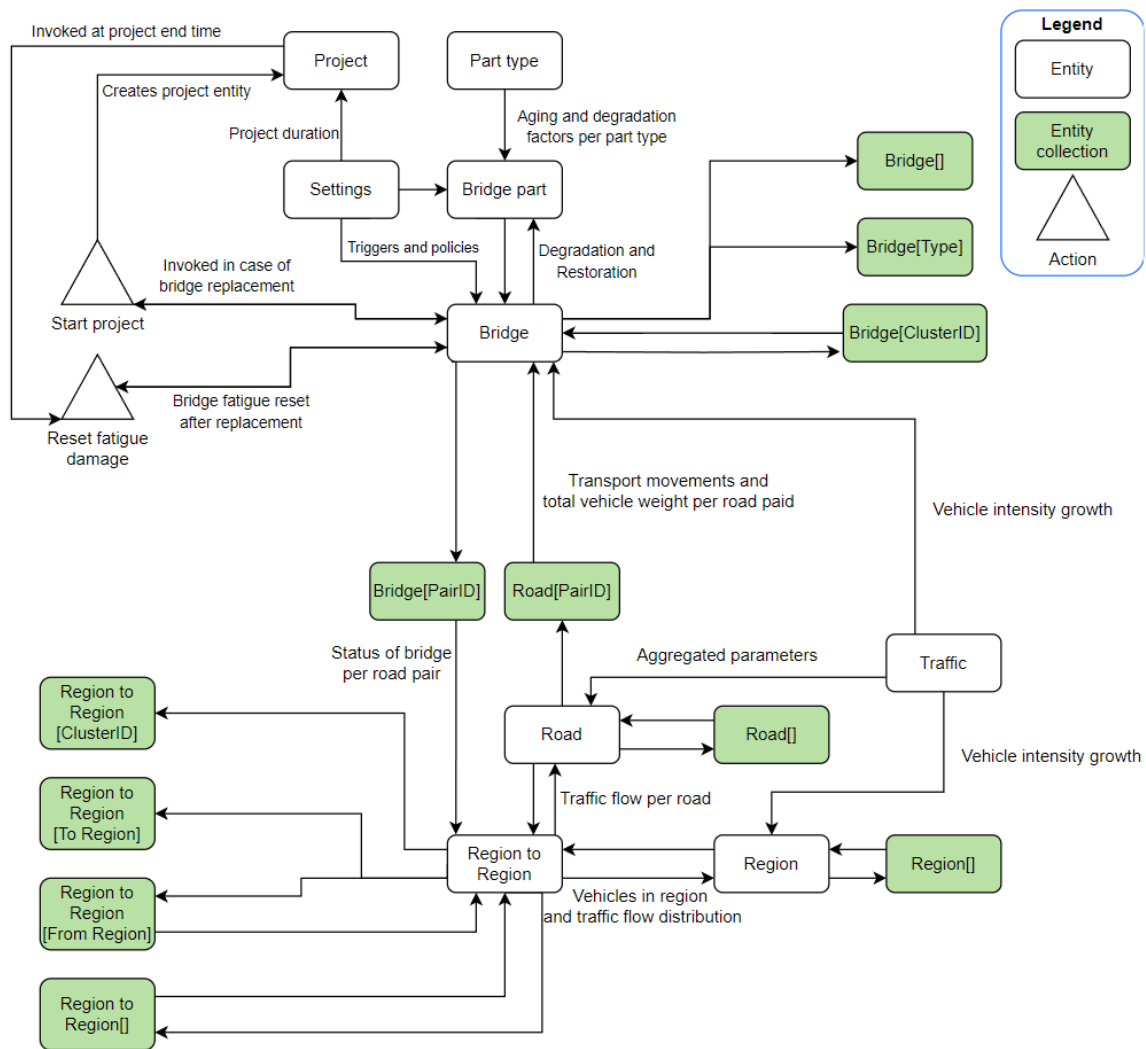 Invoked at project end time
Legend
Project
Part type
Entity
Creates project entity
Project duration
Aging and degradation
factors per part type
Entity
collection
Bridge[]
Settings
Bridge part
Triggers and policies
Degradation and
Restoration
Bridge[Type]
Action
Invoked in case of
bridge replacement
Start project
Bridge
Bridge[ClusterID]
Bridge fatigue reset
after replacement
Reset fatigue
damage
Transport movements and
total vehicle weight per road paid
Vehicle intensity growth
Bridge[PairID]
Road[PairID]
Status of bridge
per road pair
Aggregated parameters
Traffic
Region to
Region
[ClusterID]
Road
Road[]
Vehicle intensity growth
Region to
Region
[To Region]
Traffic flow per road
Region to
Region
Region
Region[]
Vehicles in region
and traffic flow distribution
Region to
Region
[From Region]
Region to
Region[]